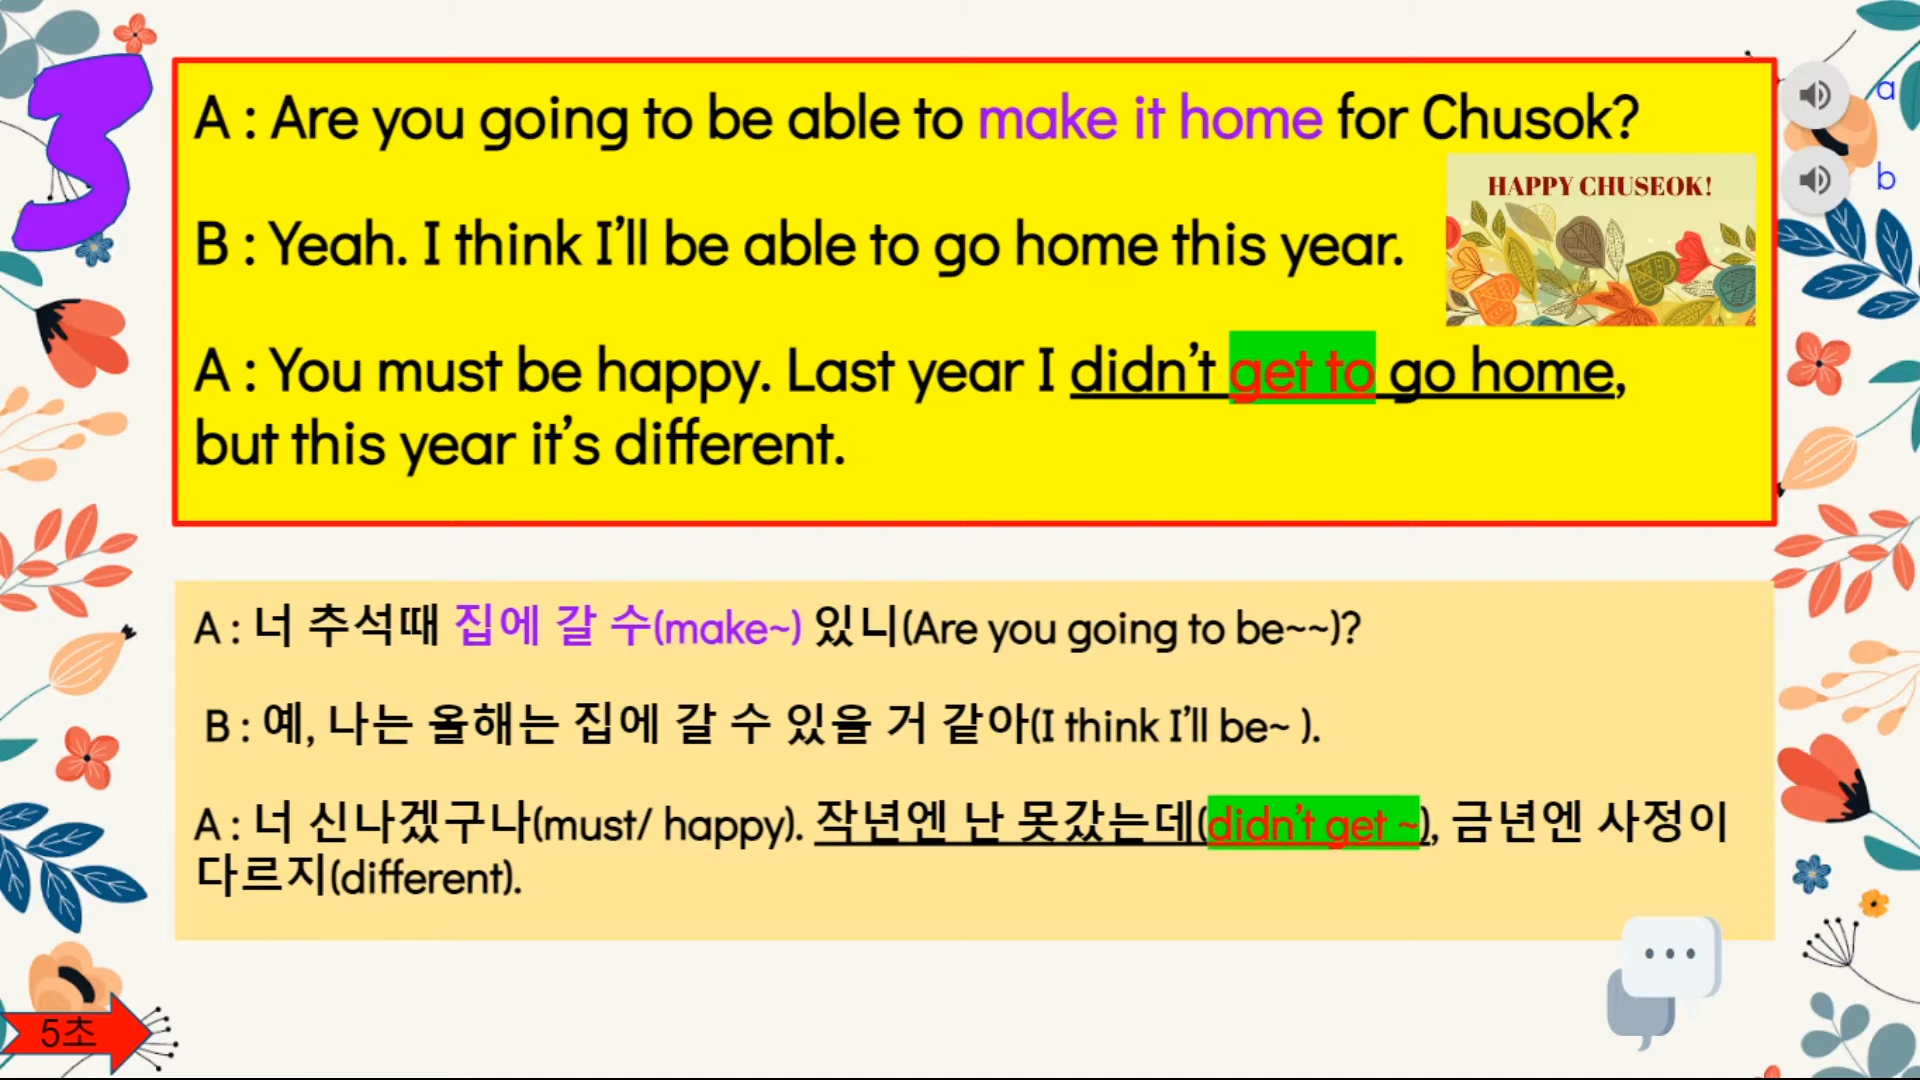 3
A : Are you going to be able to make it home for Chusok?
a
b
HAPPY CHUSEOK!
B : Yeah. I think I’ll be able to go home this year.
A : You must be happy. Last year I didn’t get to go home,
but this year it’s different.
A : 너 추석때 집에 갈 수(make~) 있니(Are you going to be~~)?
B : 예, 나는 올해는 집에 갈 수 있을 거 같아(I think I’ll be~ ).
A : 너 신나겠구나(must/ happy). 작년엔 난 못갔는데(didn’t get ~), 금년엔 사정이
다르지(different).
5초